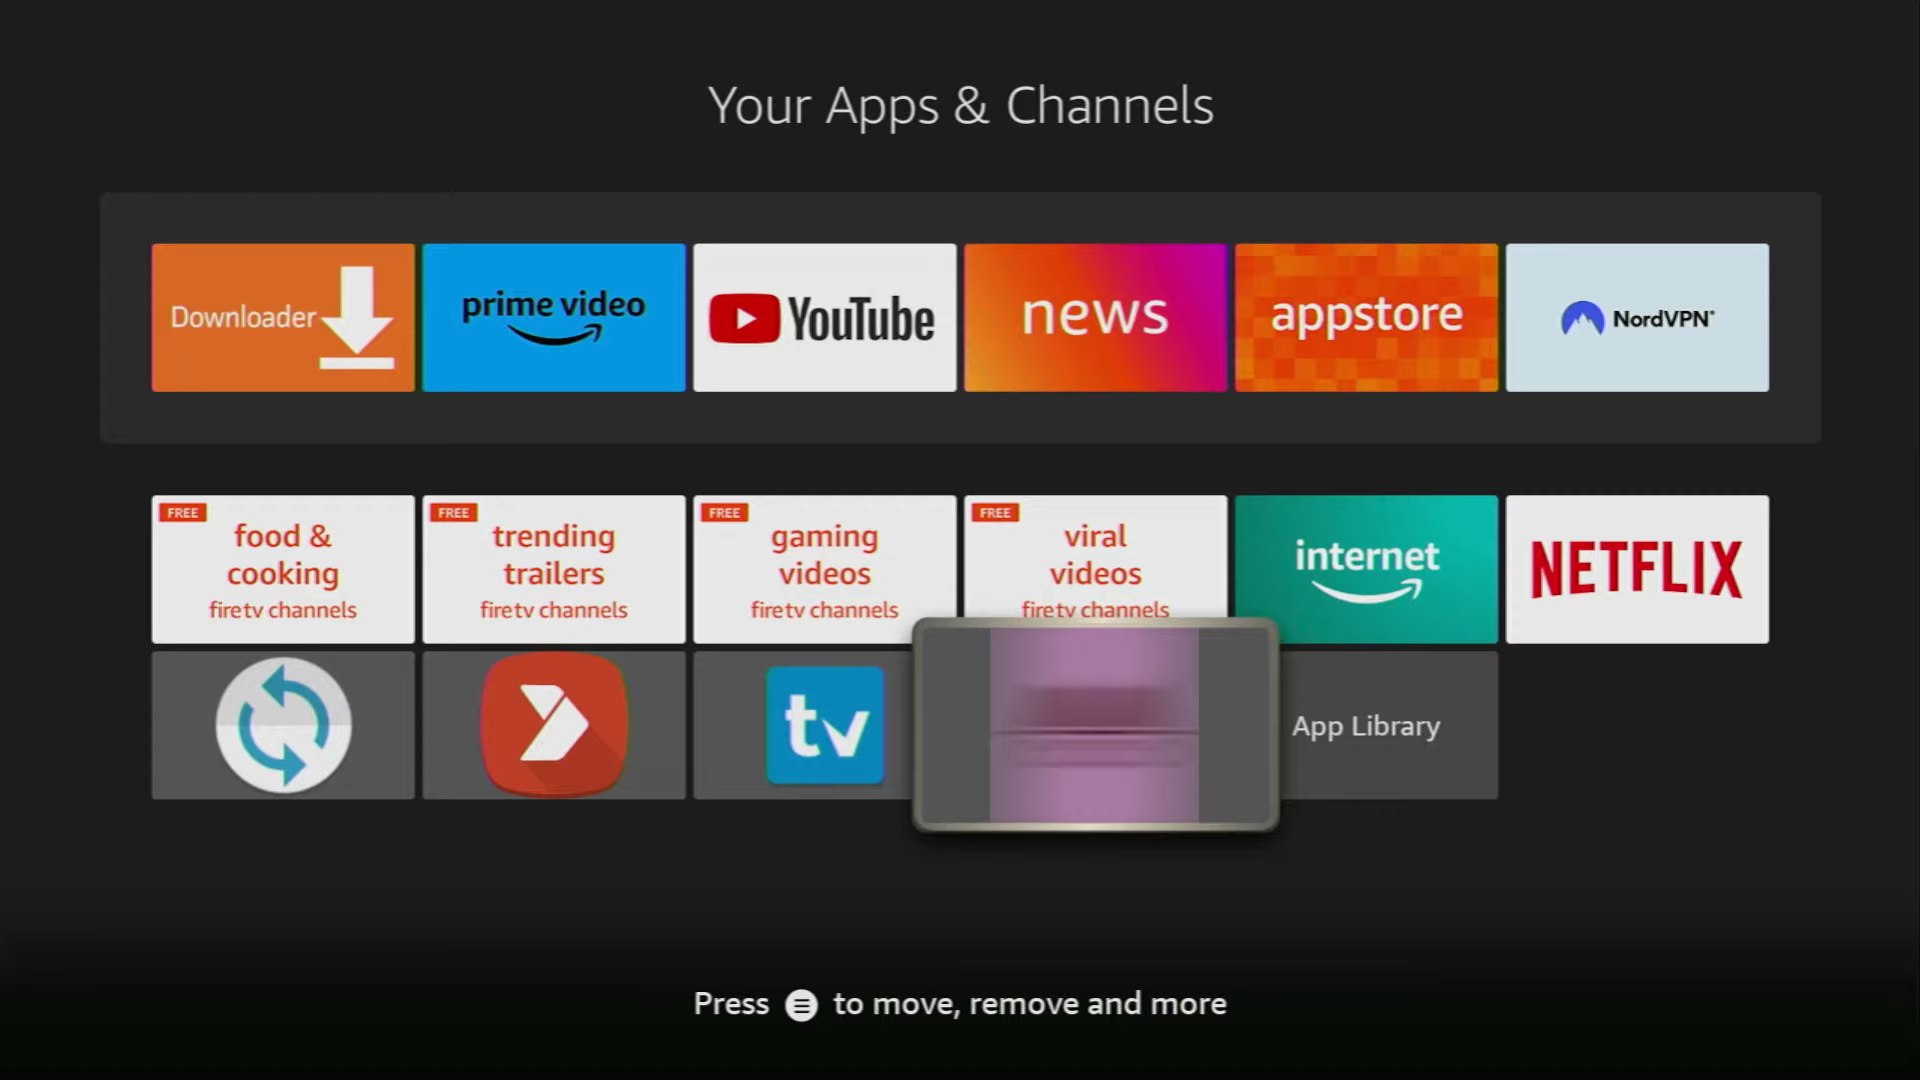 Your Apps & Channels
Downloader
prime video
YouTube
news
appstore
NordVPN®
FREE
food &
cooking
firetv channels
FREE
trending
trailers
firetv channels
FREE
gaming
videos
firetv channels
FREE
viral
videos
firetv channels
internet
NETFLIX
tv
App Library
Press to move, remove and more